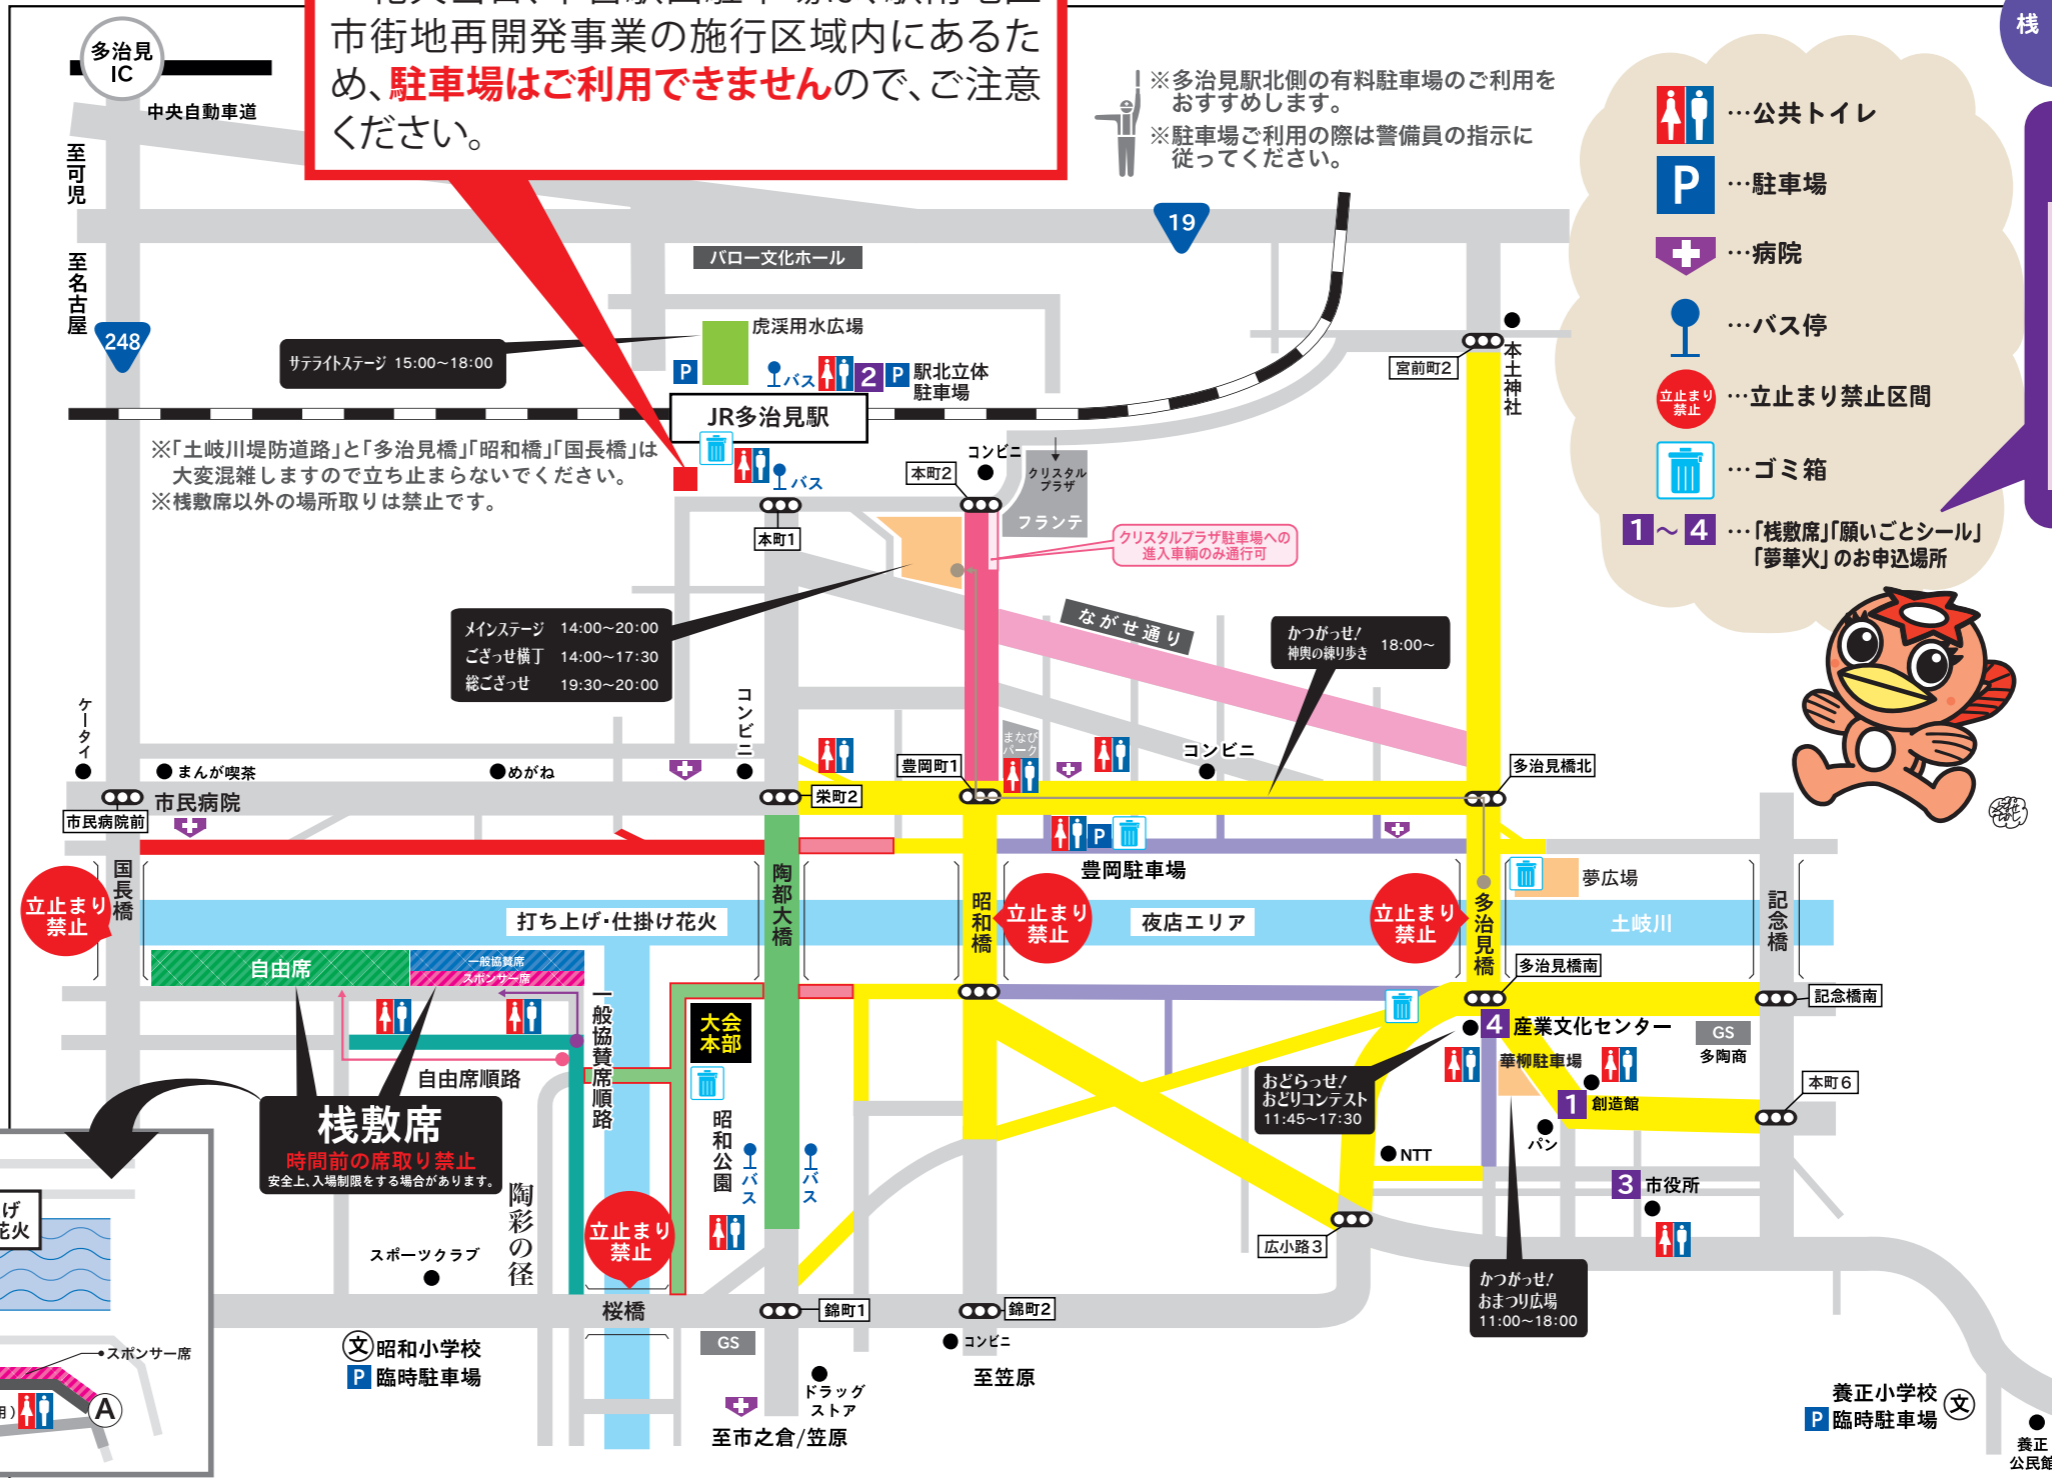 市街地再開発事業の施行区域内にあるた
め、駐車場はご利用できませんので、ご注意
ください。
多治見
IC
中央自動車道
至可児
至名古屋
248
※多治見駅北側の有料駐車場のご利用を
おすすめします。
※駐車場ご利用の際は警備員の指示に
従ってください。
19
桟
…公共トイレ
P …駐車場
…病院
…バス停
立止まり
禁止
…立止まり禁止区間
…ゴミ箱
1～4 …「桟敷席」「願いごとシール」
「夢華火」のお申込場所
バロー文化ホール
虎渓用水広場
サテライトステージ 15:00～18:00
P
バス
2
P
駅北立体
駐車場
JR多治見駅
宮前町2
本土神社
※「土岐川堤防道路」と「多治見橋」「昭和橋」「国長橋」は
大変混雑しますので立ち止まらないでください。
※桟敷席以外の場所取りは禁止です。
バス
本町1
本町2
コンビニ
クリスタル
プラザ
フランテ
クリスタルプラザ駐車場への
進入車輌のみ通行可
メインステージ 14:00～20:00
ござっせ横丁 14:00～17:30
総ござっせ 19:30～20:00
ながせ通り
かつがっせ!
神輿の練り歩き 18:00～
ケータイ
まんが喫茶
めがね
コンビニ
まなび
パーク
コンビニ
市民病院
市民病院前
栄町2
豊岡町1
多治見橋北
P
豊岡駐車場
国長橋
立止まり
禁止
打ち上げ・仕掛け花火
陶都大橋
昭和橋
立止まり
禁止
夜店エリア
立止まり
禁止
多治見橋
夢広場
土岐川
記念橋
自由席
一般協賛席
スポンサー席
多治見橋南
記念橋南
一般協賛席順路
自由席順路
大会
本部
昭和公園
バス
バス
4 産業文化センター
GS
多陶商
華柳駐車場
おどらっせ!
おどりコンテスト
11:45～17:30
1 創造館
パン
本町6
NTT
3 市役所
桟敷席
時間前の席取り禁止
安全上、入場制限をする場合があります。
陶彩の径
立止まり
禁止
スポーツクラブ
広小路3
かつがっせ!
おまつり広場
11:00～18:00
桜橋
錦町1
錦町2
げ
花火
スポンサー席
用)
A
文 昭和小学校
P 臨時駐車場
GS
ドラッグ
ストア
コンビニ
至笠原
至市之倉/笠原
養正小学校 文
P 臨時駐車場
養正
公民館